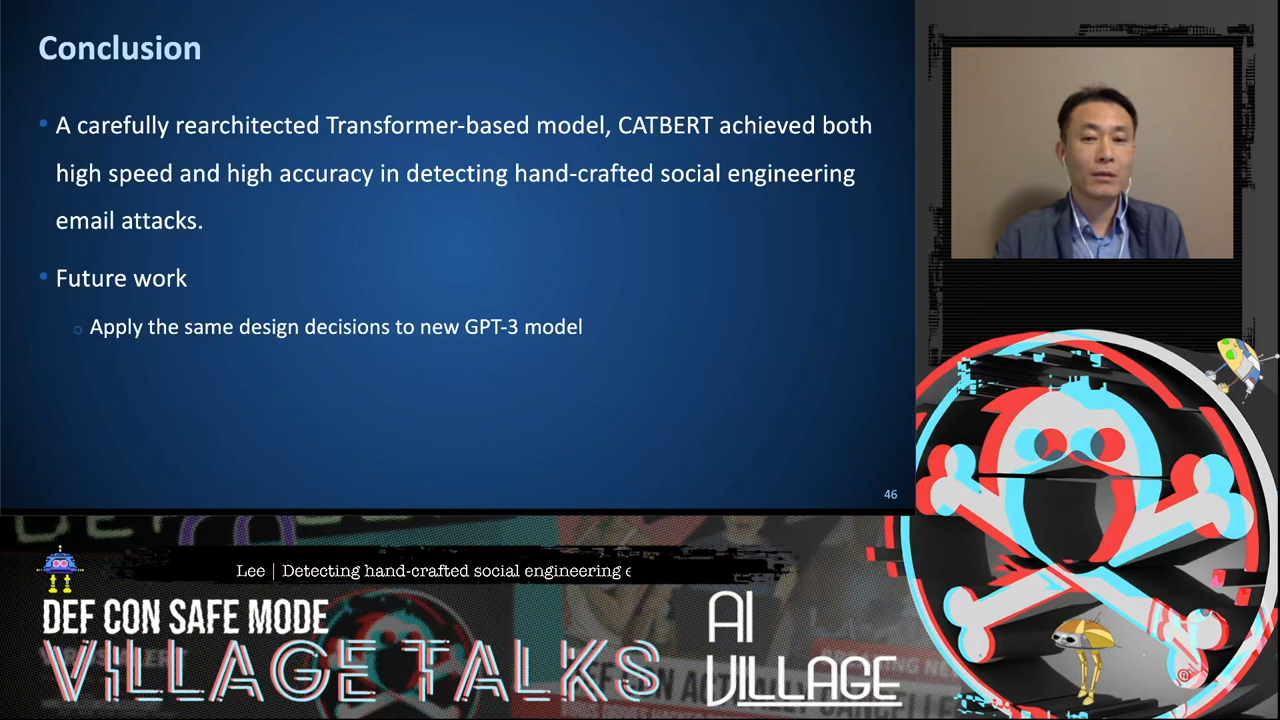 Conclusion
• A carefully rearchitected Transformer-based model, CATBERT achieved both
high speed and high accuracy in detecting hand-crafted social engineering
email attacks.
• Future work
○ Apply the same design decisions to new GPT-3 model
46
Lee | Detecting hand-crafted social engineering e
DEF CON SAFE MODE
VILLAGE TALKS
AI
VILLAGE